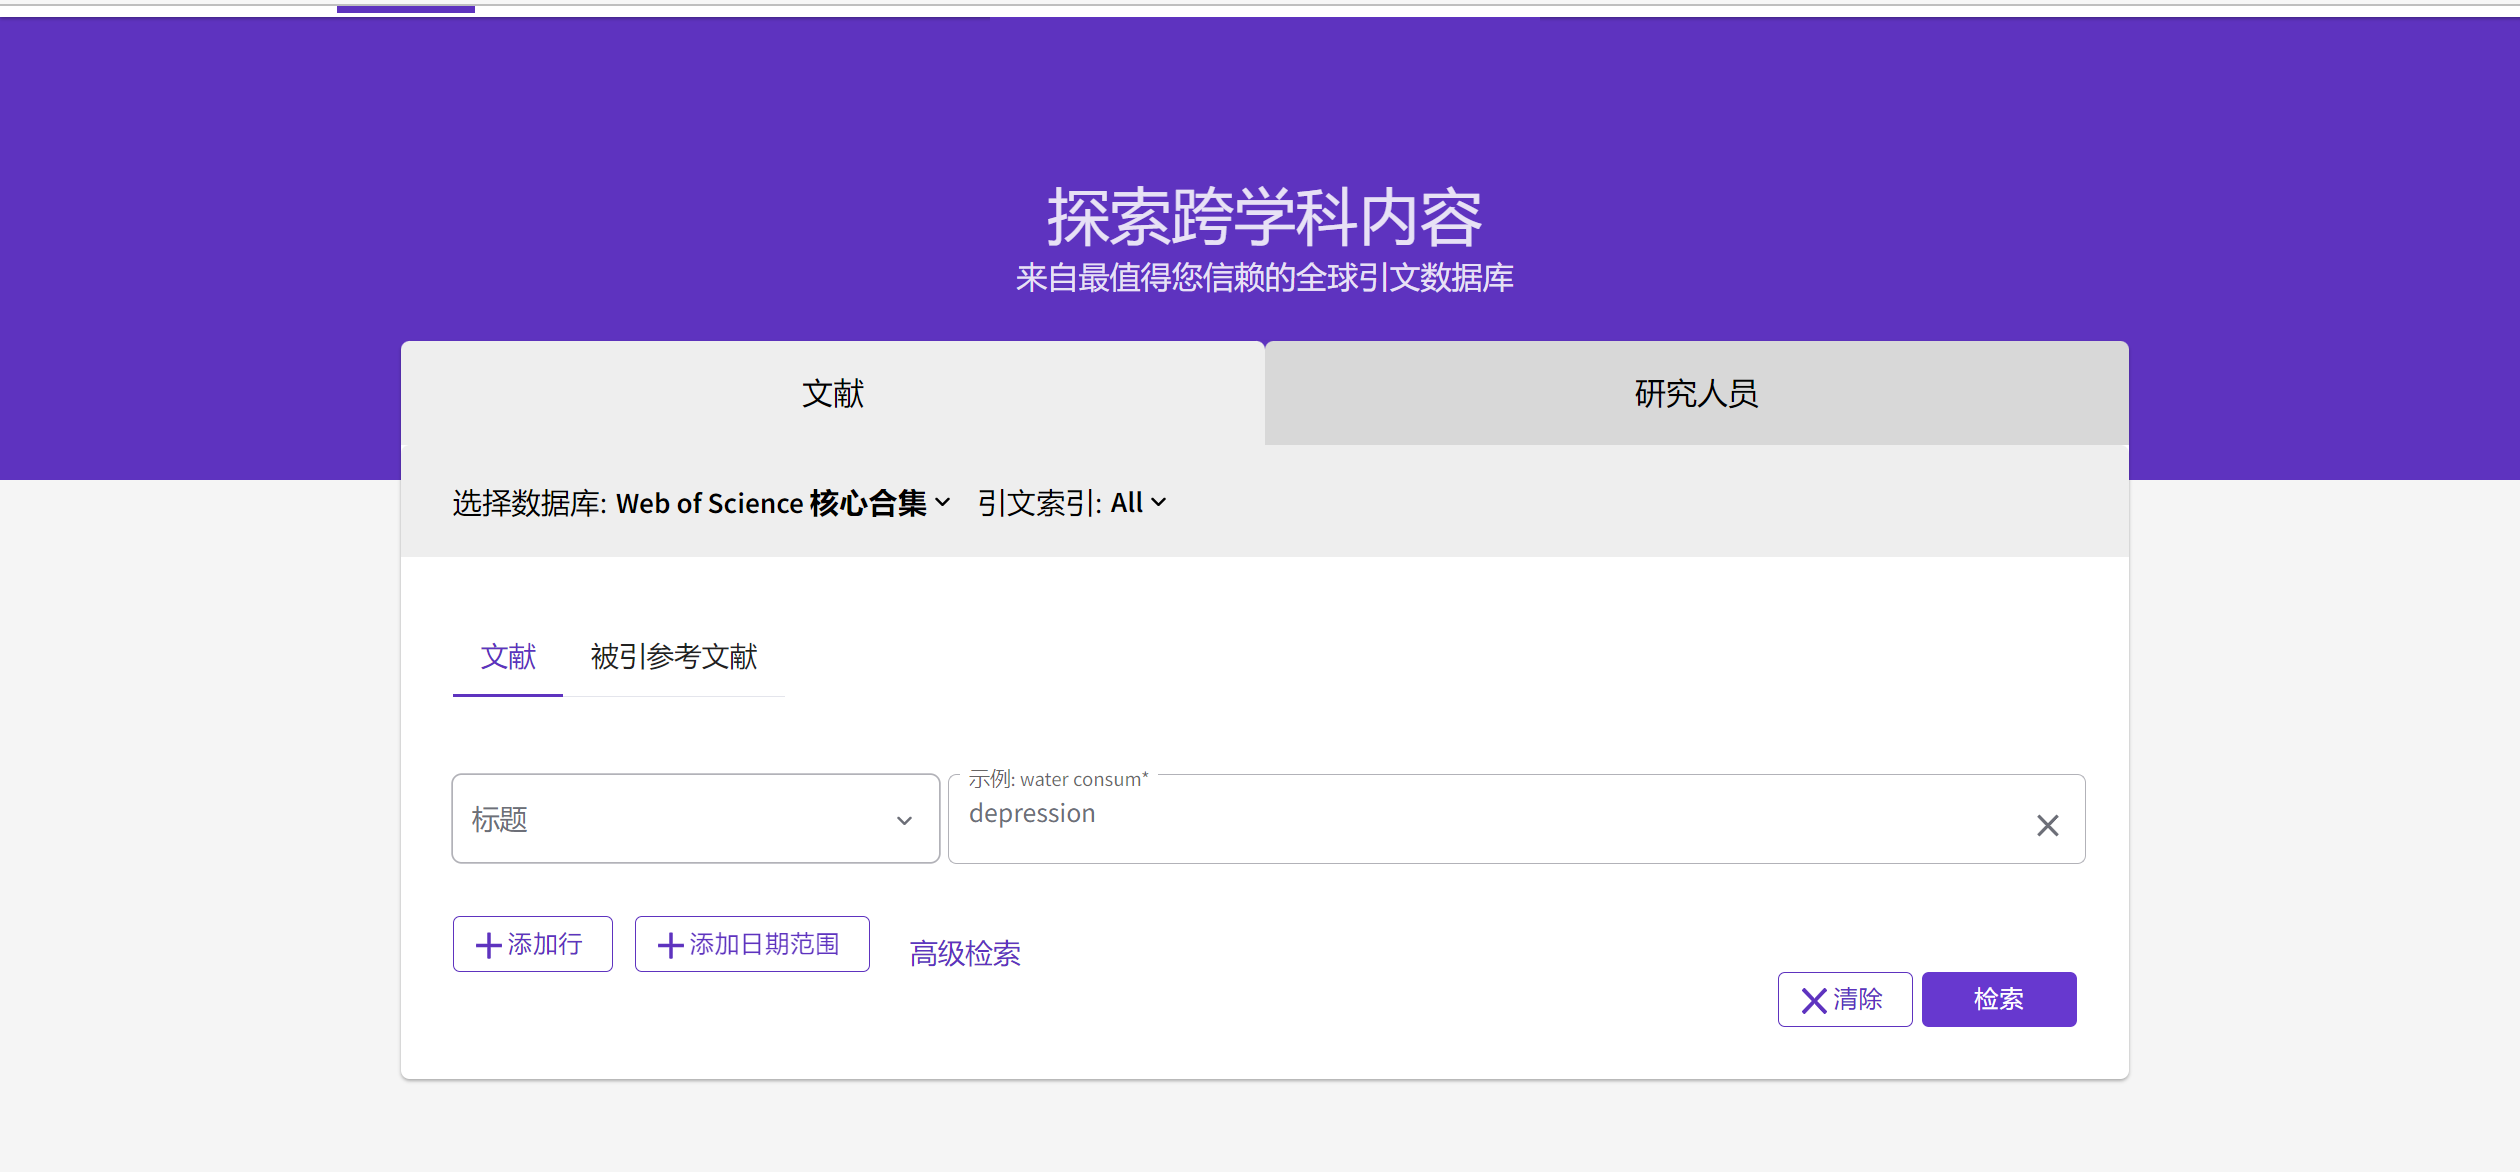 探索跨学科内容
来自最值得您信赖的全球引文数据库
文献 研究人员
选择数据库: Web of Science 核心合集 引文索引: All
文献 被引参考文献
示例: water consum*
标题 depression
添加行 添加日期范围 高级检索
清除 检索